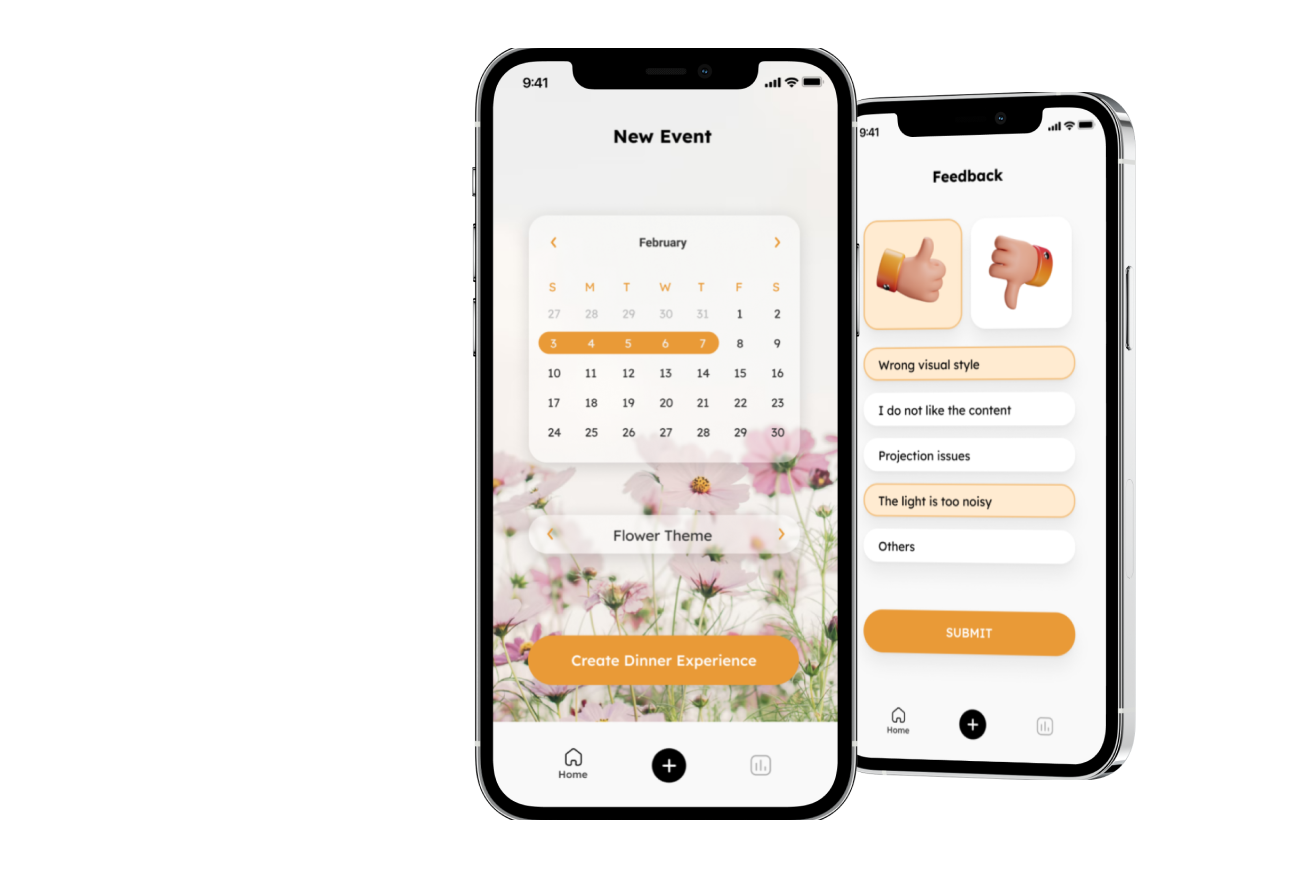 9:41
New Event
February
S M T W T F S
27 28 29 30 31 1 2
3 4 5 6 7 8 9
10 11 12 13 14 15 16
17 18 19 20 21 22 23
24 25 26 27 28 29 30
Flower Theme
Create Dinner Experience
Home
9:41
Feedback
Wrong visual style
I do not like the content
Projection issues
The light is too noisy
Others
SUBMIT
Home